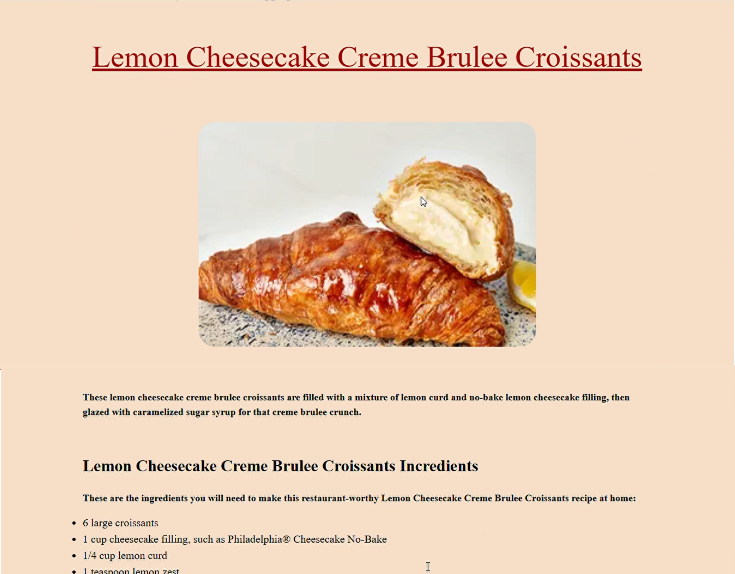 Lemon Cheesecake Creme Brulee Croissants
These lemon cheesecake creme brulee croissants are filled with a mixture of lemon curd and no-bake lemon cheesecake filling, then
glazed with caramelized sugar syrup for that creme brulee crunch.
Lemon Cheesecake Creme Brulee Croissants Incredients
These are the ingredients you will need to make this restaurant-worthy Lemon Cheesecake Creme Brulee Croissants recipe at home:
• 6 large croissants
• 1 cup cheesecake filling, such as Philadelphia® Cheesecake No-Bake
• 1/4 cup lemon curd
• 1 teaspoon lemon zest